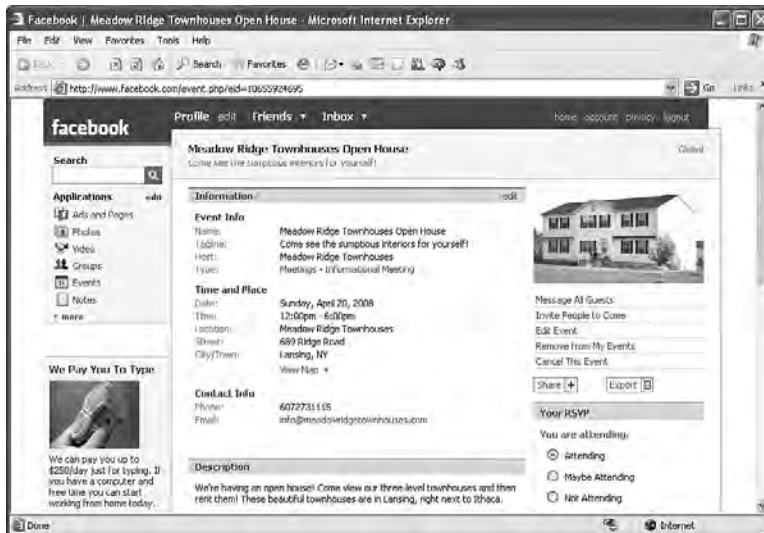 Facebook | Meadow Ridge Townhouses Open House - Microsoft Internet Explorer
File Edit View Favorites Tools Help
Back Search Favorites
Address http://www.facebook.com/event.php?eid=10655924695 Go Links
facebook
Profile edit Friends Inbox home account privacy logout
Search
Applications edit
Ads and Pages
Photos
Video
Groups
Events
Notes
more
We Pay You To Type
We can pay you up to
$250/day just for typing. If
you have a computer and
free time you can start
working from home today.
Meadow Ridge Townhouses Open House
Come see the sumptious interiors for yourself!
Global
Information edit
Event Info
Name: Meadow Ridge Townhouses Open House
Tagline: Come see the sumptious interiors for yourself!
Host: Meadow Ridge Townhouses
Type: Meetings - Informational Meeting
Time and Place
Date: Sunday, April 20, 2008
Time: 12:00pm - 6:00pm
Location: Meadow Ridge Townhouses
Street: 689 Ridge Road
City/Town: Lansing, NY
View Map
Contact Info
Phone: 6072731115
Email: info@meadowridgetownhouses.com
Description
We're having an open house! Come view our three-level townhouses and then
rent them! These beautiful townhouses are in Lansing, right next to Ithaca.
Message All Guests
Invite People to Come
Edit Event
Remove from My Events
Cancel This Event
Share + Export
Your RSVP
You are attending.
Attending
Maybe Attending
Not Attending
Done Internet